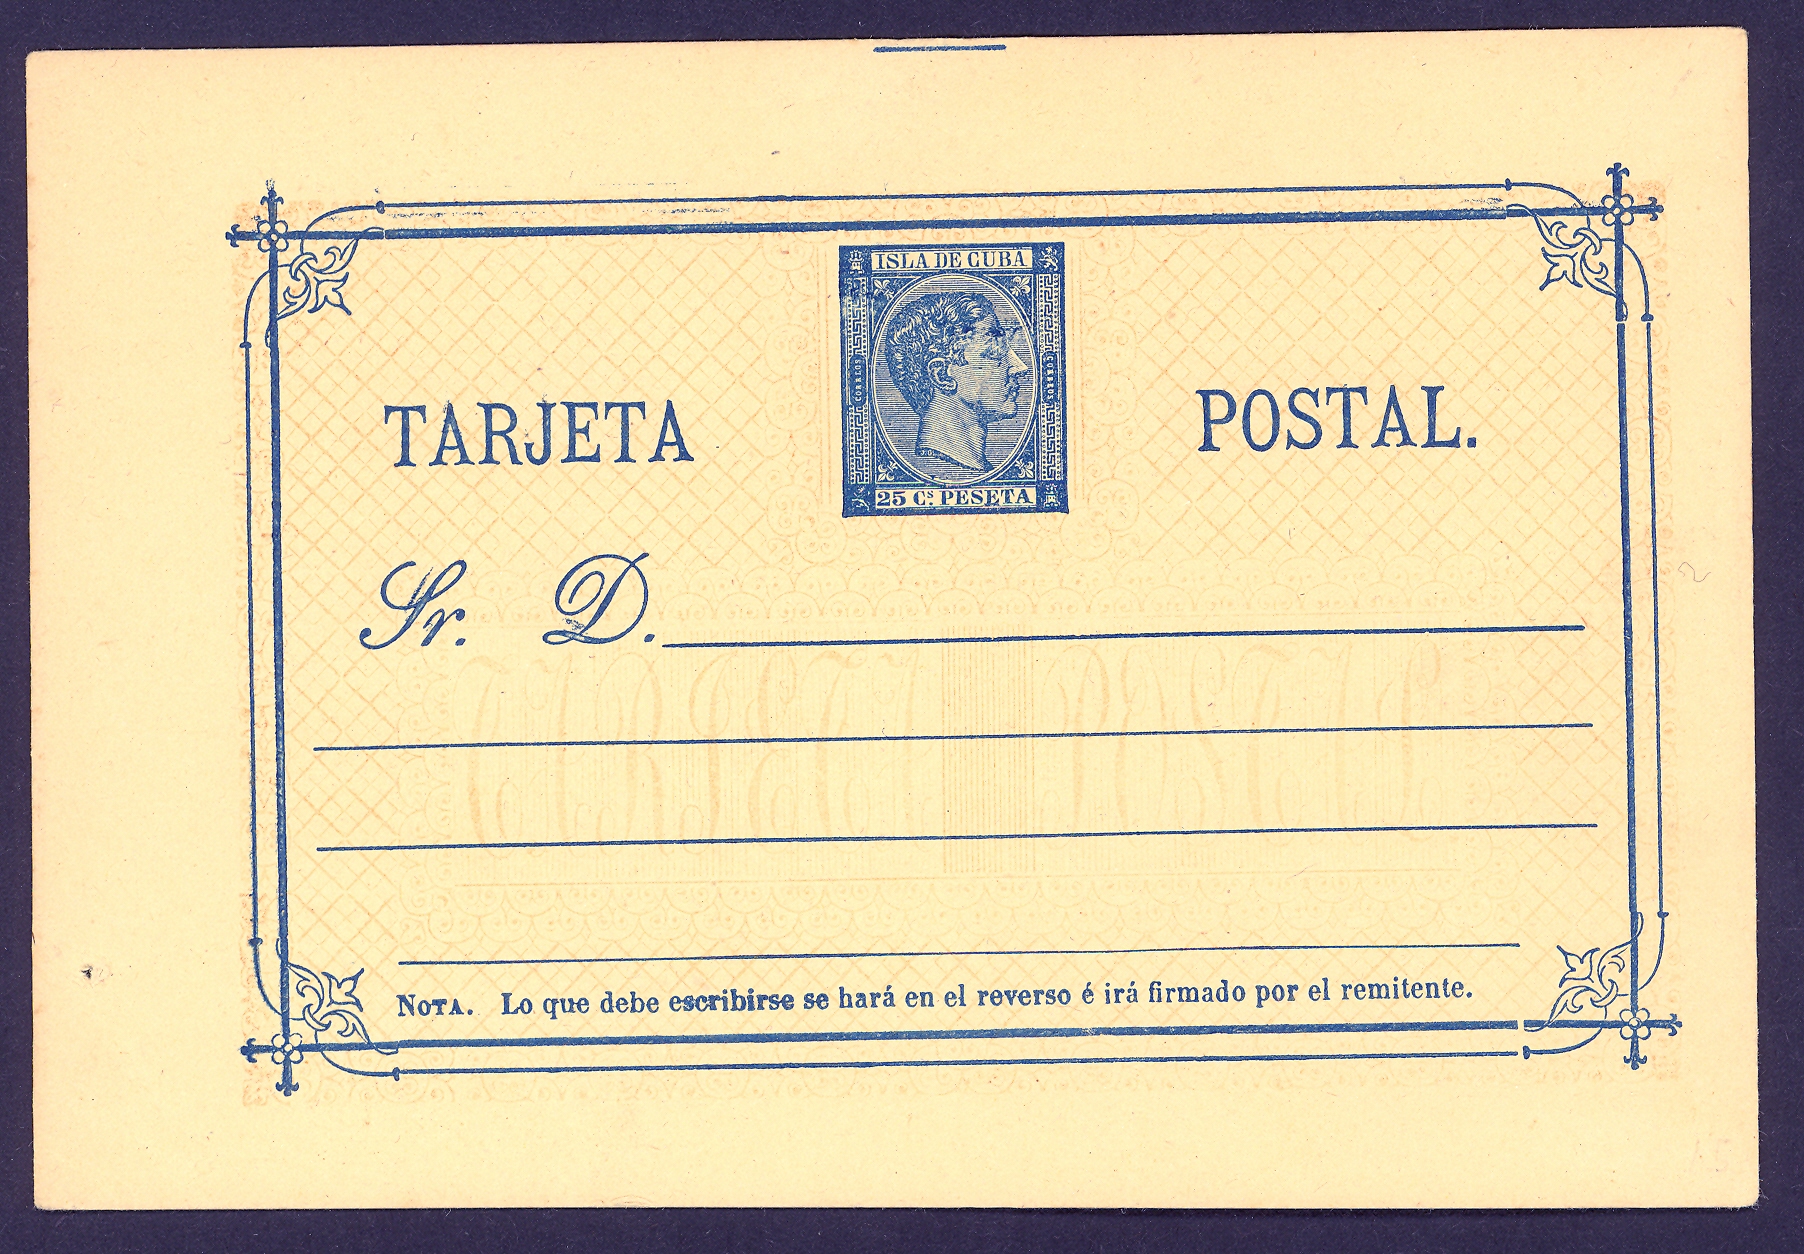 ISLA DE CUBA
CORREOS
CORREOS
25 Cs. PESETA
TARJETA POSTAL.
Sr. D.
NOTA. Lo que debe escribirse se hará en el reverso é irá firmado por el remitente.